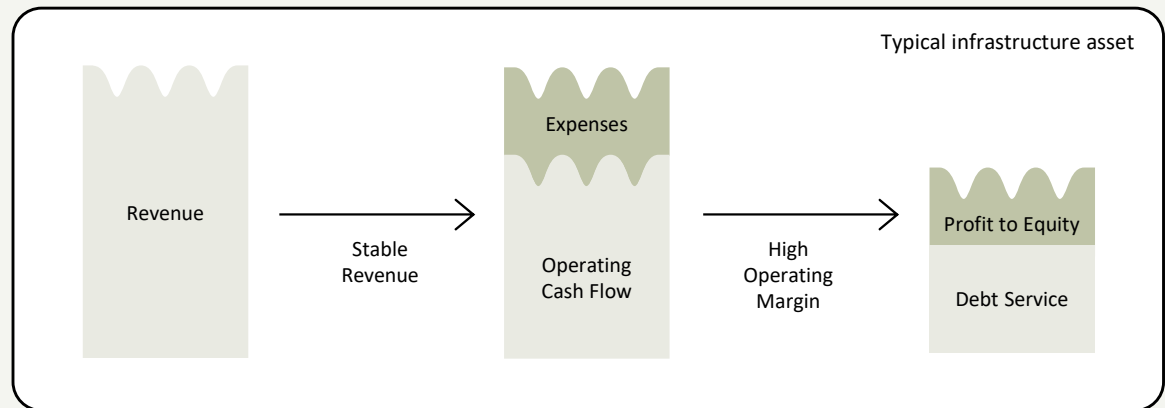 Typical infrastructure asset
Revenue
Stable
Revenue
Expenses
Operating
Cash Flow
High
Operating
Margin
Profit to Equity
Debt Service